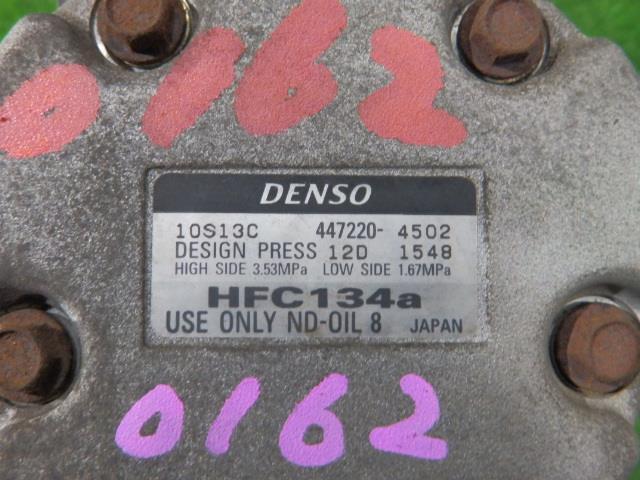 0162
DENSO
10S13C 447220- 4502
DESIGN PRESS 12D 1548
HIGH SIDE 3.53MPa LOW SIDE 1.67MPa
HFC134a
USE ONLY ND-OIL 8 JAPAN
0162